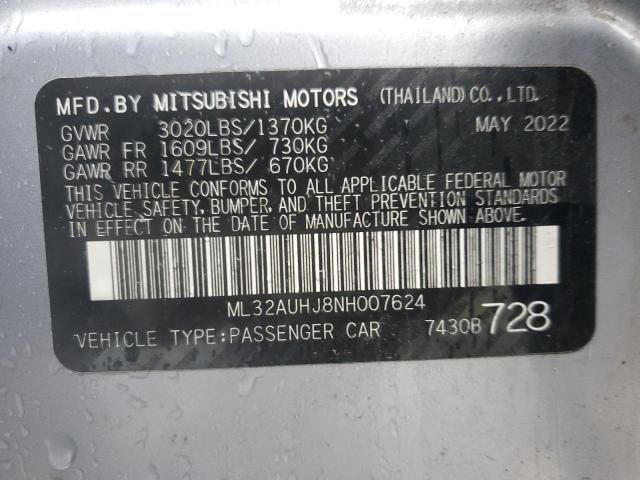 MFD.BY MITSUBISHI MOTORS (THAILAND)CO.,LTD.
GVWR 3020LBS/1370KG MAY 2022
GAWR FR 1609LBS/ 730KG
GAWR RR 1477LBS/ 670KG
THIS VEHICLE CONFORMS TO ALL APPLICABLE FEDERAL MOTOR
VEHICLE SAFETY, BUMPER, AND THEFT PREVENTION STANDARDS
IN EFFECT ON THE DATE OF MANUFACTURE SHOWN ABOVE.
ML32AUHJ8NH007624
VEHICLE TYPE:PASSENGER CAR 7430B 728